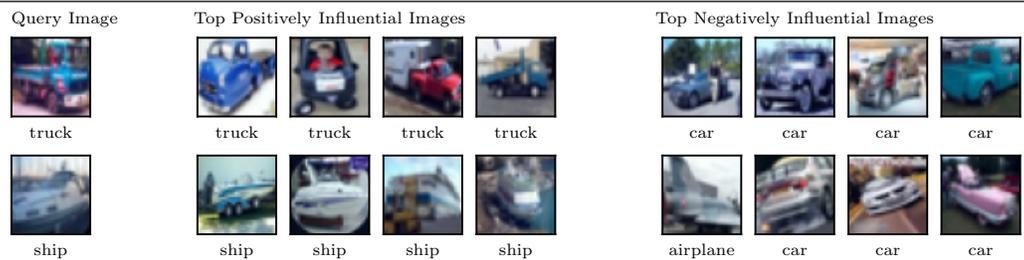 Query Image Top Positively Influential Images Top Negatively Influential Images
truck truck truck truck truck car car car car
ship ship ship ship ship airplane car car car